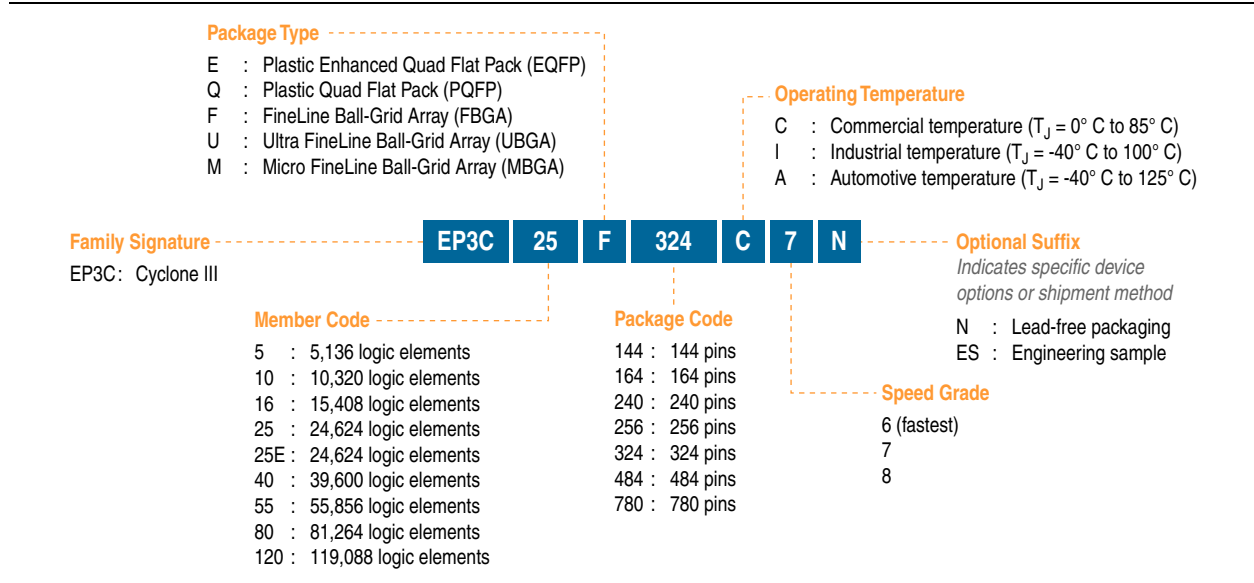 Package Type
E : Plastic Enhanced Quad Flat Pack (EQFP)
Q : Plastic Quad Flat Pack (PQFP)
F : FineLine Ball-Grid Array (FBGA)
U : Ultra FineLine Ball-Grid Array (UBGA)
M : Micro FineLine Ball-Grid Array (MBGA)
Operating Temperature
C : Commercial temperature (TJ = 0° C to 85° C)
I : Industrial temperature (TJ = -40° C to 100° C)
A : Automotive temperature (TJ = -40° C to 125° C)
EP3C 25 F 324 C 7 N
Family Signature
EP3C : Cyclone III
Optional Suffix
Indicates specific device
options or shipment method
N : Lead-free packaging
ES : Engineering sample
Member Code
5 : 5,136 logic elements
10 : 10,320 logic elements
16 : 15,408 logic elements
25 : 24,624 logic elements
25E : 24,624 logic elements
40 : 39,600 logic elements
55 : 55,856 logic elements
80 : 81,264 logic elements
120 : 119,088 logic elements
Package Code
144 : 144 pins
164 : 164 pins
240 : 240 pins
256 : 256 pins
324 : 324 pins
484 : 484 pins
780 : 780 pins
Speed Grade
6 (fastest)
7
8